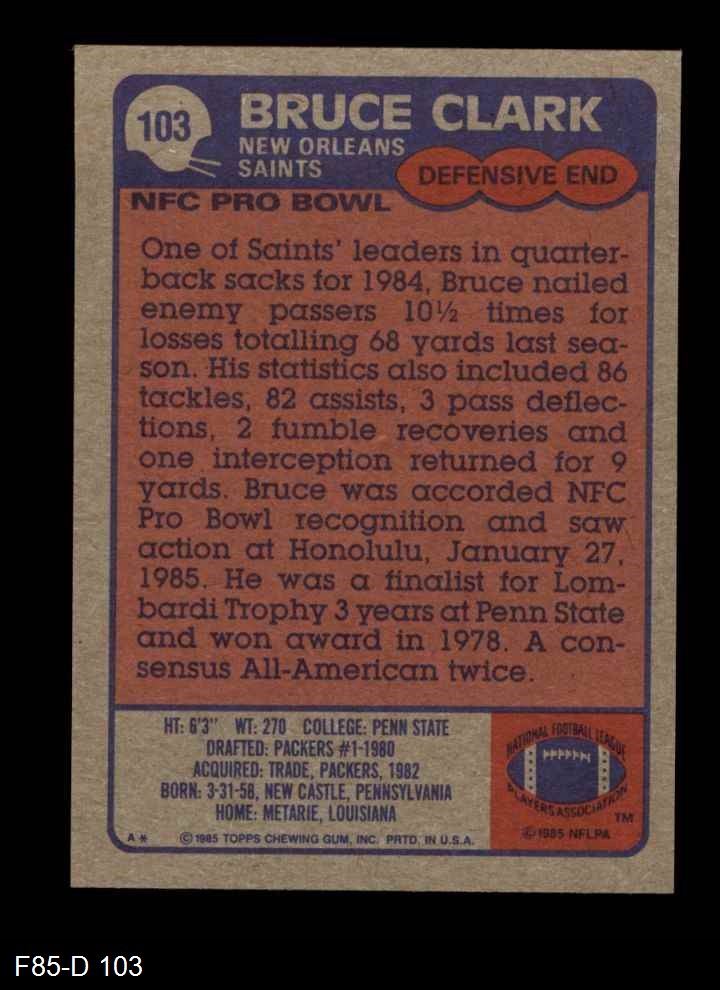 103
BRUCE CLARK
NEW ORLEANS
SAINTS
DEFENSIVE END
NFC PRO BOWL
One of Saints' leaders in quarter-
back sacks for 1984, Bruce nailed
enemy passers 10½ times for
losses totalling 68 yards last sea-
son. His statistics also included 86
tackles, 82 assists, 3 pass deflec-
tions, 2 fumble recoveries and
one interception returned for 9
yards. Bruce was accorded NFC
Pro Bowl recognition and saw
action at Honolulu, January 27,
1985. He was a finalist for Lom-
bardi Trophy 3 years at Penn State
and won award in 1978. A con-
sensus All-American twice.
HT: 6'3" WT: 270 COLLEGE: PENN STATE
DRAFTED: PACKERS #1-1980
ACQUIRED: TRADE, PACKERS, 1982
BORN: 3-31-58, NEW CASTLE, PENNSYLVANIA
HOME: METARIE, LOUISIANA
A * © 1985 TOPPS CHEWING GUM, INC. PRTD. IN U.S.A.
NATIONAL FOOTBALL LEAGUE
PLAYERS ASSOCIATION
TM
© 1985 NFLPA
F85-D 103